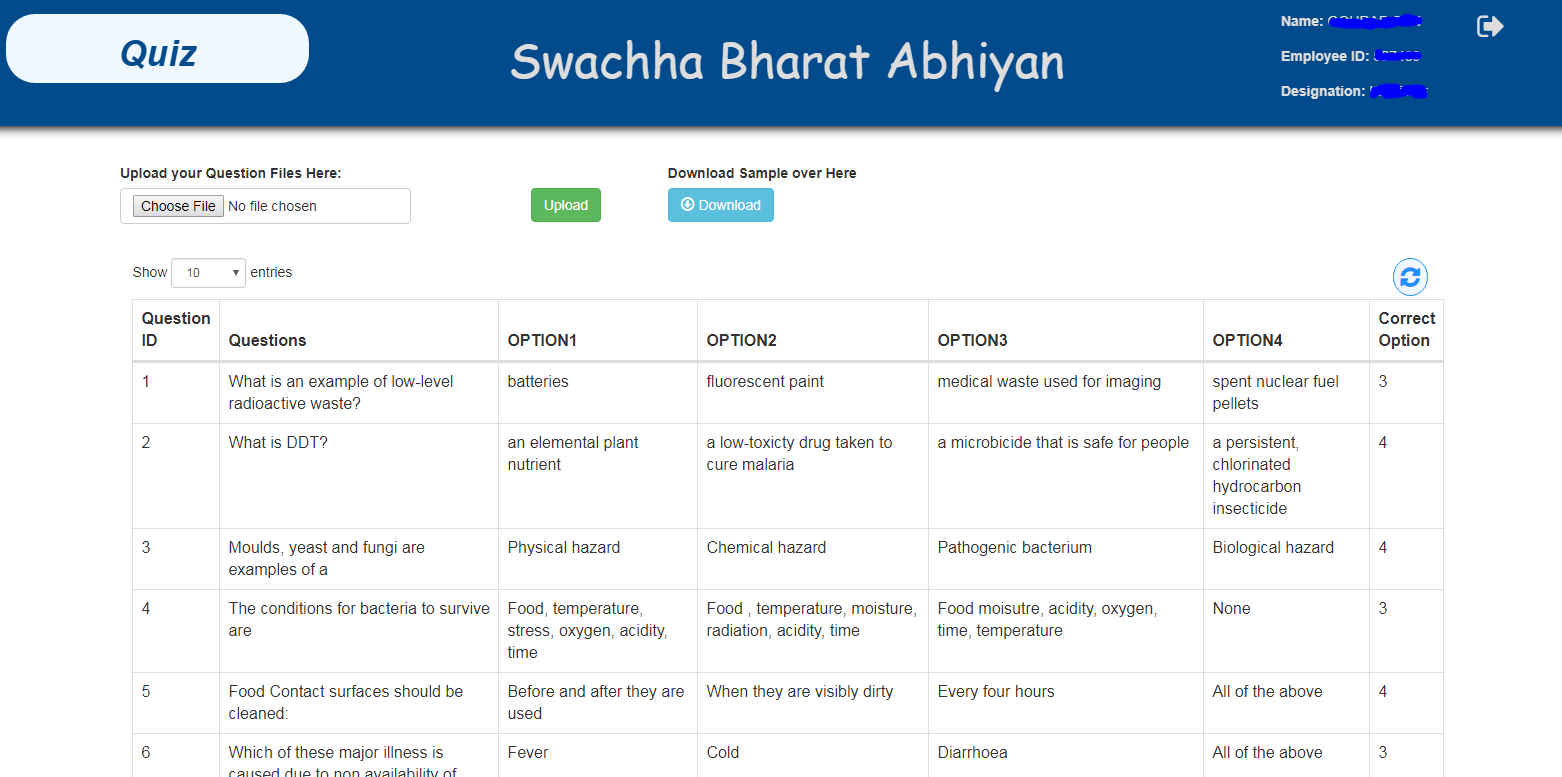 Quiz
Swachha Bharat Abhiyan
Name:
Employee ID:
Designation:
Upload your Question Files Here:
Choose File No file chosen
Upload
Download Sample over Here
Download
Show 10 entries
Question ID
Questions
OPTION1
OPTION2
OPTION3
OPTION4
Correct Option
1
What is an example of low-level
radioactive waste?
batteries
fluorescent paint
medical waste used for imaging
spent nuclear fuel
pellets
3
2
What is DDT?
an elemental plant
nutrient
a low-toxicty drug taken to
cure malaria
a microbicide that is safe for people
a persistent,
chlorinated
hydrocarbon
insecticide
4
3
Moulds, yeast and fungi are
examples of a
Physical hazard
Chemical hazard
Pathogenic bacterium
Biological hazard
4
4
The conditions for bacteria to survive
are
Food, temperature,
stress, oxygen, acidity,
time
Food , temperature, moisture,
radiation, acidity, time
Food moisutre, acidity, oxygen,
time, temperature
None
3
5
Food Contact surfaces should be
cleaned:
Before and after they are
used
When they are visibly dirty
Every four hours
All of the above
4
6
Which of these major illness is
caused due to non availability of
Fever
Cold
Diarrhoea
All of the above
3